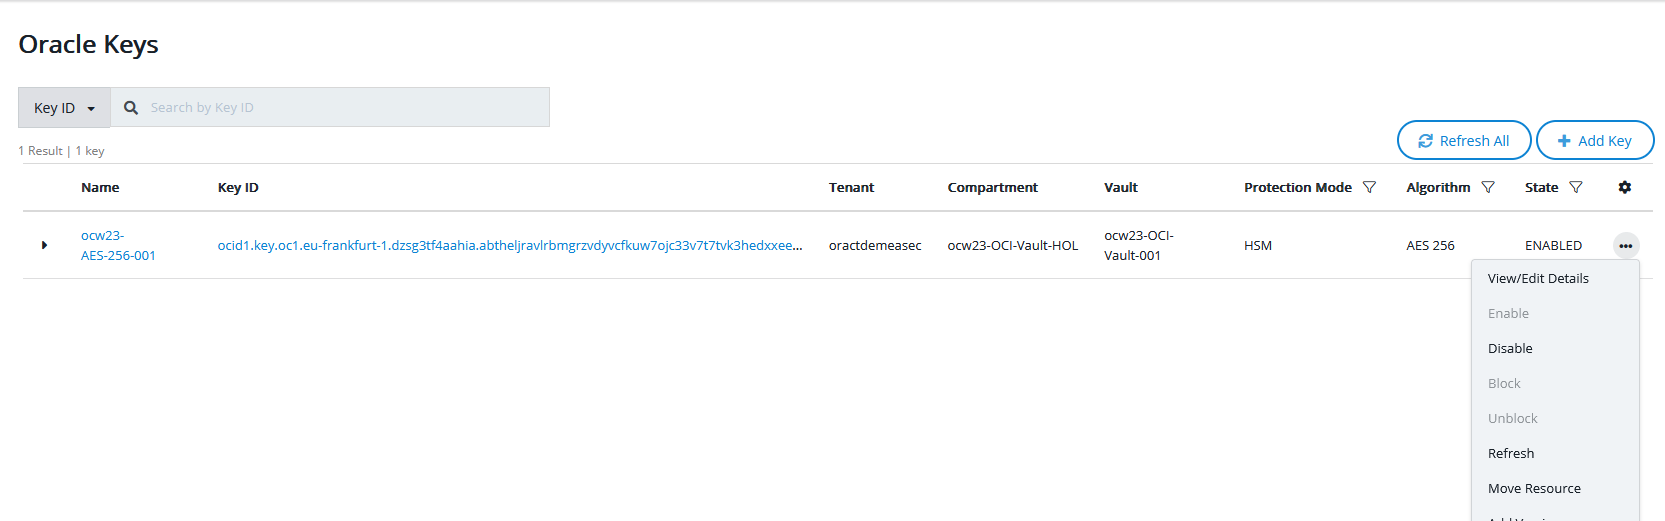 Oracle Keys
Key ID
Search by Key ID
1 Result | 1 key
Refresh All
Add Key
Name Key ID Tenant Compartment Vault Protection Mode Algorithm State
ocw23-
AES-256-001
ocid1.key.oc1.eu-frankfurt-1.dzsg3tf4aahia.abtheljravlrbmgrzvdyvcfkuw7ojc33v7t7tvk3hedxxee...
oractdemeasec
ocw23-OCI-Vault-HOL
ocw23-OCI-
Vault-001
HSM
AES 256
ENABLED
View/Edit Details
Enable
Disable
Block
Unblock
Refresh
Move Resource